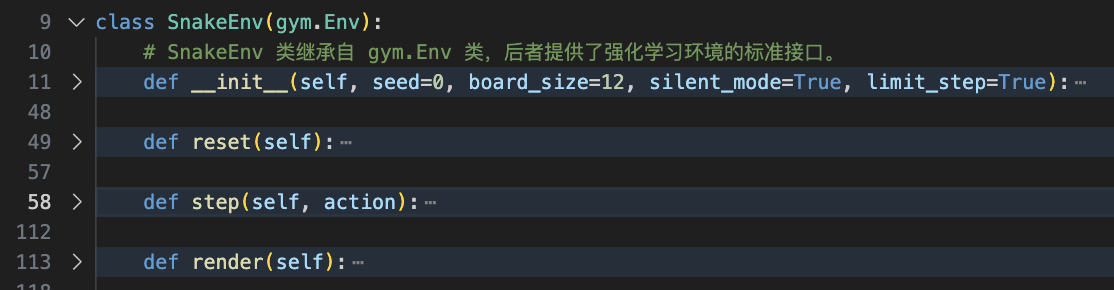 9 class SnakeEnv(gym.Env):
10 # SnakeEnv 类继承自 gym.Env 类，后者提供了强化学习环境的标准接口。
11 def __init__(self, seed=0, board_size=12, silent_mode=True, limit_step=True):⋯
48
49 def reset(self):⋯
57
58 def step(self, action):⋯
112
113 def render(self):⋯
118